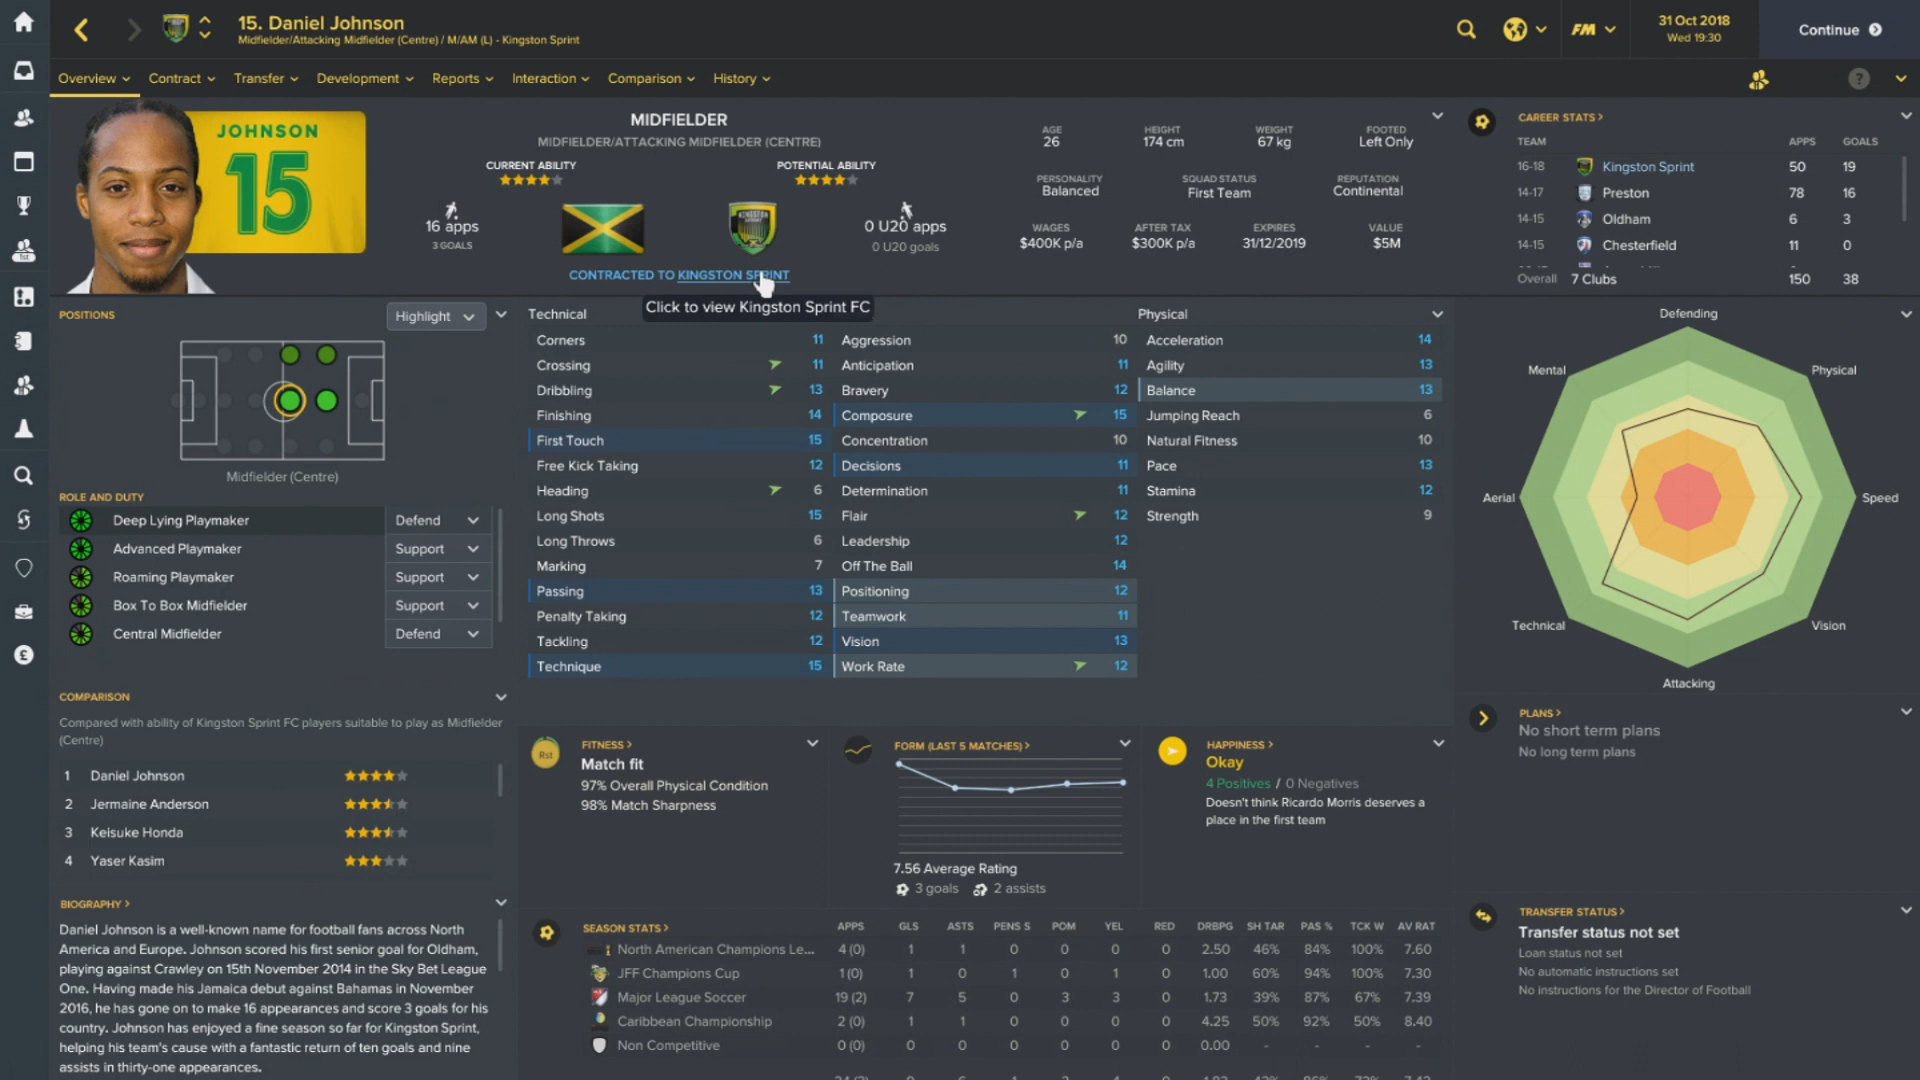 15. Daniel Johnson
Midfielder/Attacking Midfielder (Centre) / M/AM (L) - Kingston Sprint
FM
31 Oct 2018
Wed 19:30
Continue
Overview
Contract
Transfer
Development
Reports
Interaction
Comparison
History
?
JOHNSON
15
MIDFIELDER
MIDFIELDER/ATTACKING MIDFIELDER (CENTRE)
CURRENT ABILITY
POTENTIAL ABILITY
16 apps
3 GOALS
KINGSTON
0 U20 apps
0 U20 goals
CONTRACTED TO KINGSTON SPRINT
Click to view Kingston Sprint FC
AGE
26
HEIGHT
174 cm
WEIGHT
67 kg
FOOTED
Left Only
PERSONALITY
Balanced
SQUAD STATUS
First Team
REPUTATION
Continental
WAGES
$400K p/a
AFTER TAX
$300K p/a
EXPIRES
31/12/2019
VALUE
$5M
CAREER STATS >
TEAM APPS GOALS
16-18 Kingston Sprint 50 19
14-17 Preston 78 16
14-15 Oldham 6 3
14-15 Chesterfield 11 0
Overall 7 Clubs 150 38
POSITIONS
Highlight
Midfielder (Centre)
ROLE AND DUTY
Deep Lying Playmaker Defend
Advanced Playmaker Support
Roaming Playmaker Support
Box To Box Midfielder Support
Central Midfielder Defend
Technical
Corners 11
Crossing 11
Dribbling 13
Finishing 14
First Touch 15
Free Kick Taking 12
Heading 6
Long Shots 15
Long Throws 6
Marking 7
Passing 13
Penalty Taking 12
Tackling 12
Technique 15
Aggression 10
Anticipation 11
Bravery 12
Composure 15
Concentration 10
Decisions 11
Determination 11
Flair 12
Leadership 12
Off The Ball 14
Positioning 12
Teamwork 11
Vision 13
Work Rate 12
Physical
Acceleration 14
Agility 13
Balance 13
Jumping Reach 6
Natural Fitness 10
Pace 13
Stamina 12
Strength 9
Defending
Physical
Speed
Vision
Attacking
Technical
Aerial
Mental
COMPARISON
Compared with ability of Kingston Sprint FC players suitable to play as Midfielder
(Centre)
1 Daniel Johnson
2 Jermaine Anderson
3 Keisuke Honda
4 Yaser Kasim
BIOGRAPHY >
Daniel Johnson is a well-known name for football fans across North
America and Europe. Johnson scored his first senior goal for Oldham,
playing against Crawley on 15th November 2014 in the Sky Bet League
One. Having made his Jamaica debut against Bahamas in November
2016, he has gone on to make 16 appearances and score 3 goals for his
country. Johnson has enjoyed a fine season so far for Kingston Sprint,
helping his team's cause with a fantastic return of ten goals and nine
assists in thirty-one appearances.
Rst
FITNESS >
Match fit
97% Overall Physical Condition
98% Match Sharpness
FORM (LAST 5 MATCHES) >
7.56 Average Rating
3 goals 2 assists
HAPPINESS >
Okay
4 Positives / 0 Negatives
Doesn't think Ricardo Morris deserves a
place in the first team
PLANS >
No short term plans
No long term plans
SEASON STATS > APPS GLS ASTS PENS S POM YEL RED DRBPG SH TAR PAS % TCK W AV RAT
North American Champions Le... 4 (0) 1 1 0 0 0 0 2.50 46% 84% 100% 7.60
JFF Champions Cup 1 (0) 1 0 1 0 1 0 1.00 60% 94% 100% 7.30
Major League Soccer 19 (2) 7 5 0 3 3 0 1.73 39% 87% 67% 7.39
Caribbean Championship 2 (0) 1 1 0 0 0 0 4.25 50% 92% 50% 8.40
Non Competitive 0 (0) 0 0 0 0 0 0 0.00 - - - -
TRANSFER STATUS >
Transfer status not set
Loan status not set
No automatic instructions set
No instructions for the Director of Football